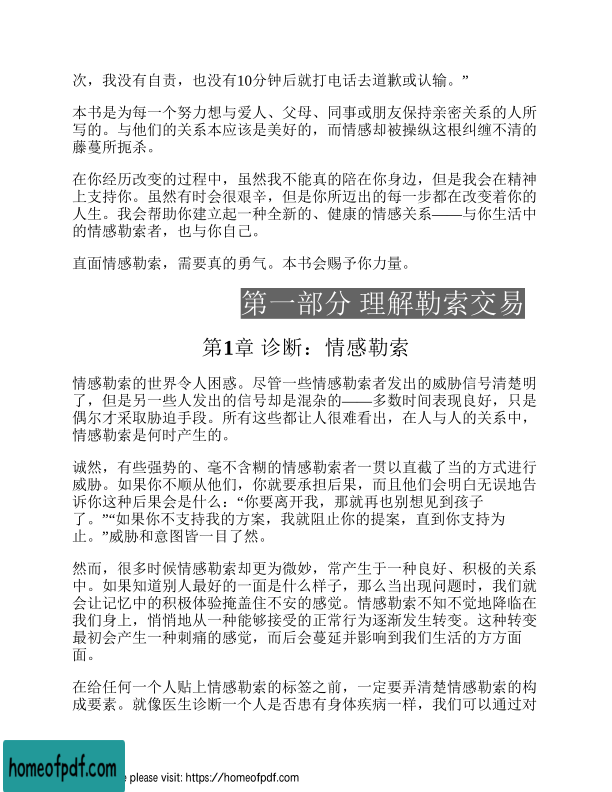 次，我没有自责，也没有10分钟后就打电话去道歉或认输。”
本书是为每一个努力想与爱人、父母、同事或朋友保持亲密关系的人所
写的。与他们的关系本应该是美好的，而情感却被操纵这根纠缠不清的
藤蔓所扼杀。
在你经历改变的过程中，虽然我不能真的陪在你身边，但是我会在精神
上支持你。虽然有时会很艰辛，但是你所迈出的每一步都在改变着你的
人生。我会帮助你建立起一种全新的、健康的情感关系——与你生活中
的情感勒索者，也与你自己。
直面情感勒索，需要真的勇气。本书会赐予你力量。
第一部分 理解勒索交易
第1章 诊断：情感勒索
情感勒索的世界令人困惑。尽管一些情感勒索者发出的威胁信号清楚明
了，但是另一些人发出的信号却是混杂的——多数时间表现良好，只是
偶尔才采取胁迫手段。所有这些都让人很难看出，在人与人的关系中，
情感勒索是何时产生的。
诚然，有些强势的、毫不含糊的情感勒索者一贯以直截了当的方式进行
威胁。如果你不顺从他们，你就要承担后果，而且他们会明白无误地告
诉你这种后果会是什么：“你要离开我，那就再也别想见到孩子
了。”“如果你不支持我的方案，我就阻止你的提案，直到你支持为
止。”威胁和意图皆一目了然。
然而，很多时候情感勒索却更为微妙，常产生于一种良好、积极的关系
中。如果知道别人最好的一面是什么样子，那么当出现问题时，我们就
会让记忆中的积极体验掩盖住不安的感觉。情感勒索不知不觉地降临在
我们身上，悄悄地从一种能够接受的正常行为逐渐发生转变。这种转变
最初会产生一种刺痛的感觉，而后会蔓延并影响到我们生活的方方面
面。
在给任何一个人贴上情感勒索的标签之前，一定要弄清楚情感勒索的构
成要素。就像医生诊断一个人是否患有身体疾病一样，我们可以通过对
homeofpdf.com
please visit: https://homeofpdf.com